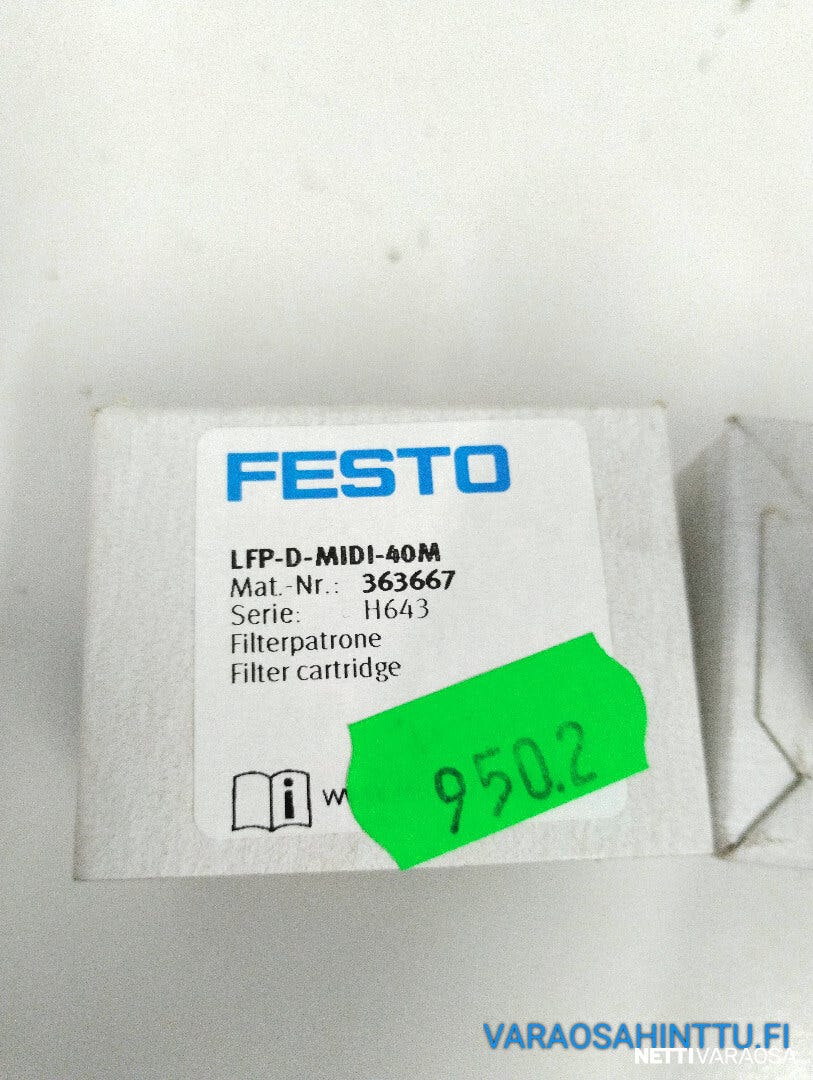 FESTO
LFP-D-MIDI-40M
Mat.-Nr.: 363667
Serie: H643
Filterpatrone
Filter cartridge
i
950.2
VARAOSAHINTTU.FI
NETTIVARAOSA